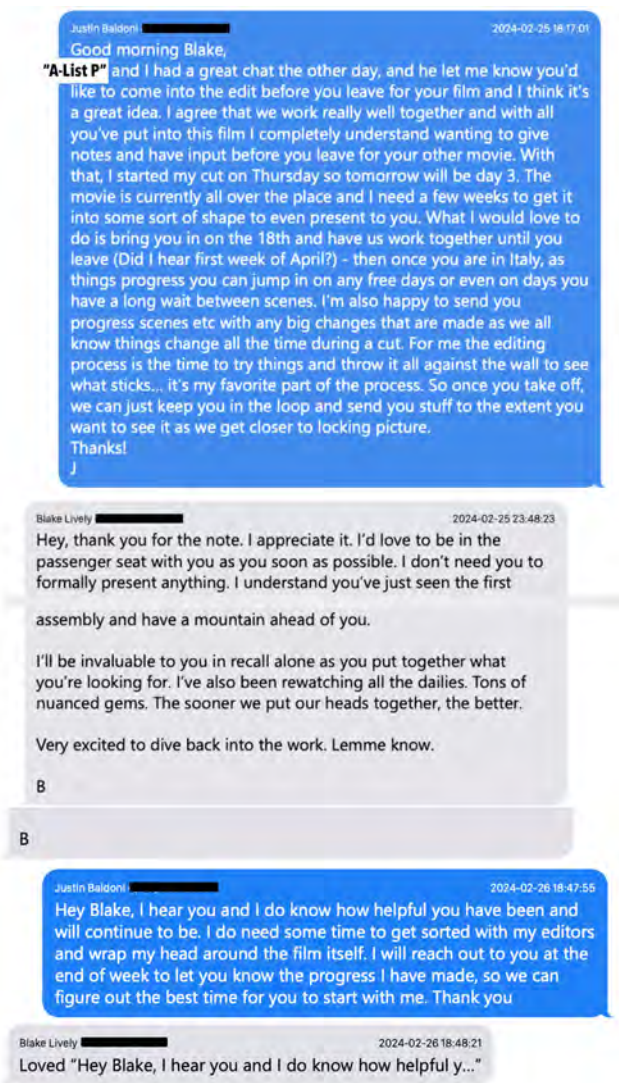 Justin Baldoni
2024-02-25 18:17:01
Good morning Blake,
"A-List P" and I had a great chat the other day, and he let me know you'd
like to come into the edit before you leave for your film and I think it's
a great idea. I agree that we work really well together and with all
you've put into this film I completely understand wanting to give
notes and have input before you leave for your other movie. With
that, I started my cut on Thursday so tomorrow will be day 3. The
movie is currently all over the place and I need a few weeks to get it
into some sort of shape to even present to you. What I would love to
do is bring you in on the 18th and have us work together until you
leave (Did I hear first week of April?) - then once you are in Italy, as
things progress you can jump in on any free days or even on days you
have a long wait between scenes. I'm also happy to send you
progress scenes etc with any big changes that are made as we all
know things change all the time during a cut. For me the editing
process is the time to try things and throw it all against the wall to see
what sticks... it's my favorite part of the process. So once you take off,
we can just keep you in the loop and send you stuff to the extent you
want to see it as we get closer to locking picture.
Thanks!
J
Blake Lively
2024-02-25 23:48:23
Hey, thank you for the note. I appreciate it. I'd love to be in the
passenger seat with you as you soon as possible. I don't need you to
formally present anything. I understand you've just seen the first
assembly and have a mountain ahead of you.
I'll be invaluable to you in recall alone as you put together what
you're looking for. I've also been rewatching all the dailies. Tons of
nuanced gems. The sooner we put our heads together, the better.
Very excited to dive back into the work. Lemme know.
B
B
Justin Baldoni
2024-02-26 18:47:55
Hey Blake, I hear you and I do know how helpful you have been and
will continue to be. I do need some time to get sorted with my editors
and wrap my head around the film itself. I will reach out to you at the
end of week to let you know the progress I have made, so we can
figure out the best time for you to start with me. Thank you
Blake Lively
2024-02-26 18:48:21
Loved "Hey Blake, I hear you and I do know how helpful y..."